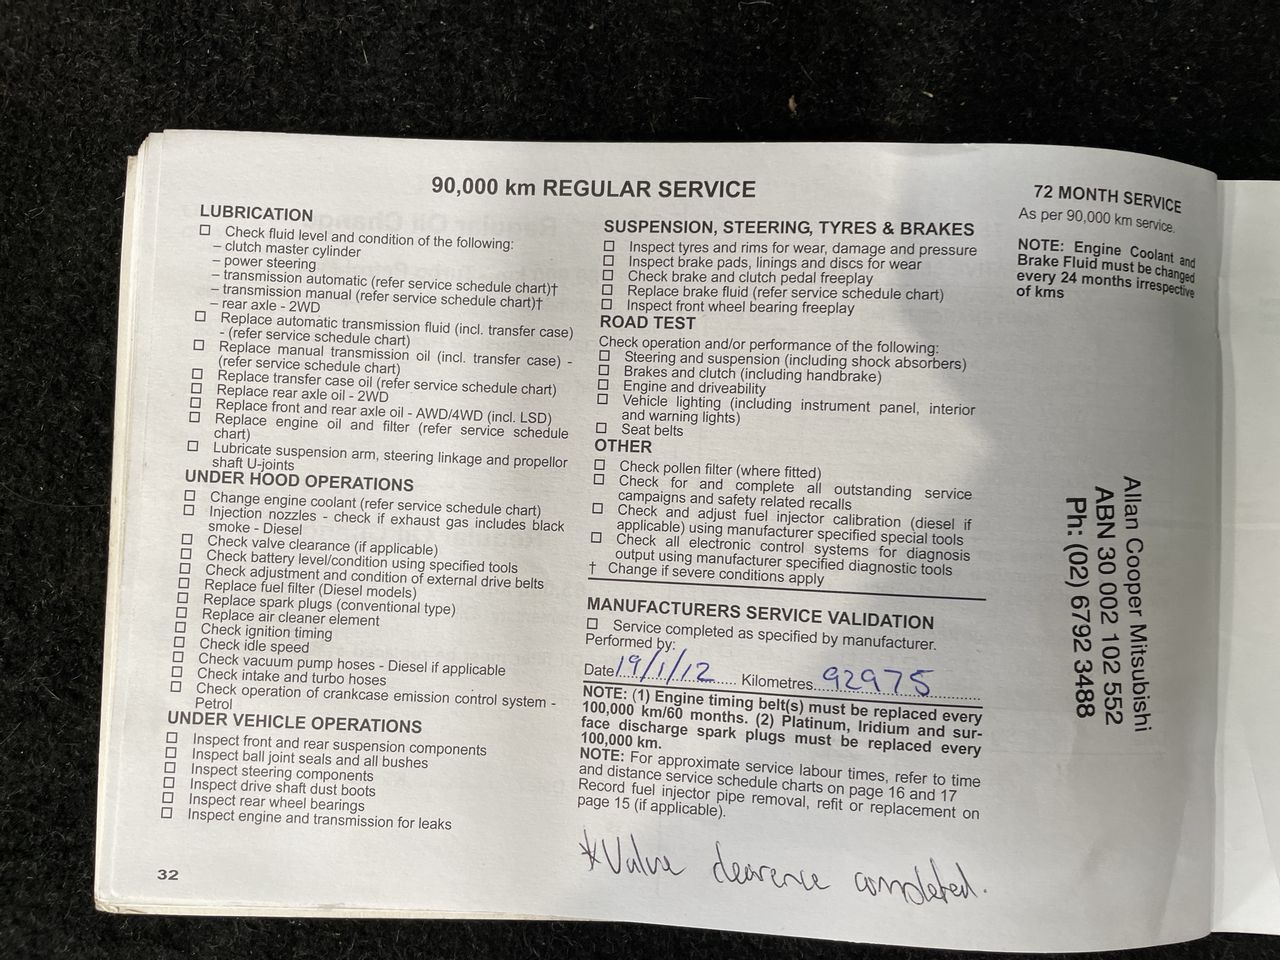 90,000 km REGULAR SERVICE
LUBRICATION
☐ Check fluid level and condition of the following:
– clutch master cylinder
– power steering
– transmission automatic (refer service schedule chart)†
– transmission manual (refer service schedule chart)†
– rear axle - 2WD
☐ Replace automatic transmission fluid (incl. transfer case)
- (refer service schedule chart)
☐ Replace manual transmission oil (incl. transfer case) -
(refer service schedule chart)
☐ Replace transfer case oil (refer service schedule chart)
☐ Replace rear axle oil - 2WD
☐ Replace front and rear axle oil - AWD/4WD (incl. LSD)
☐ Replace engine oil and filter (refer service schedule
chart)
☐ Lubricate suspension arm, steering linkage and propellor
shaft U-joints
UNDER HOOD OPERATIONS
☐ Change engine coolant (refer service schedule chart)
☐ Injection nozzles - check if exhaust gas includes black
smoke - Diesel
☐ Check valve clearance (if applicable)
☐ Check battery level/condition using specified tools
☐ Check adjustment and condition of external drive belts
☐ Replace fuel filter (Diesel models)
☐ Replace spark plugs (conventional type)
☐ Replace air cleaner element
☐ Check ignition timing
☐ Check idle speed
☐ Check vacuum pump hoses - Diesel if applicable
☐ Check intake and turbo hoses
☐ Check operation of crankcase emission control system -
Petrol
UNDER VEHICLE OPERATIONS
☐ Inspect front and rear suspension components
☐ Inspect ball joint seals and all bushes
☐ Inspect steering components
☐ Inspect drive shaft dust boots
☐ Inspect rear wheel bearings
☐ Inspect engine and transmission for leaks
32
SUSPENSION, STEERING, TYRES & BRAKES
☐ Inspect tyres and rims for wear, damage and pressure
☐ Inspect brake pads, linings and discs for wear
☐ Check brake and clutch pedal freeplay
☐ Replace brake fluid (refer service schedule chart)
☐ Inspect front wheel bearing freeplay
ROAD TEST
Check operation and/or performance of the following:
☐ Steering and suspension (including shock absorbers)
☐ Brakes and clutch (including handbrake)
☐ Engine and driveability
☐ Vehicle lighting (including instrument panel, interior
and warning lights)
☐ Seat belts
OTHER
☐ Check pollen filter (where fitted)
☐ Check for and complete all outstanding service
campaigns and safety related recalls
☐ Check and adjust fuel injector calibration (diesel if
applicable) using manufacturer specified special tools
☐ Check all electronic control systems for diagnosis
output using manufacturer specified diagnostic tools
† Change if severe conditions apply
MANUFACTURERS SERVICE VALIDATION
☐ Service completed as specified by manufacturer.
Performed by:
Date 19/1/12 Kilometres 92975
NOTE: (1) Engine timing belt(s) must be replaced every
100,000 km/60 months. (2) Platinum, Iridium and sur-
face discharge spark plugs must be replaced every
100,000 km.
NOTE: For approximate service labour times, refer to time
and distance service schedule charts on page 16 and 17
Record fuel injector pipe removal, refit or replacement on
page 15 (if applicable).
*Valve clearence completed.
72 MONTH SERVICE
As per 90,000 km service.
NOTE: Engine Coolant and
Brake Fluid must be changed
every 24 months irrespective
of kms
Allan Cooper Mitsubishi
ABN 30 002 102 552
Ph: (02) 6792 3488